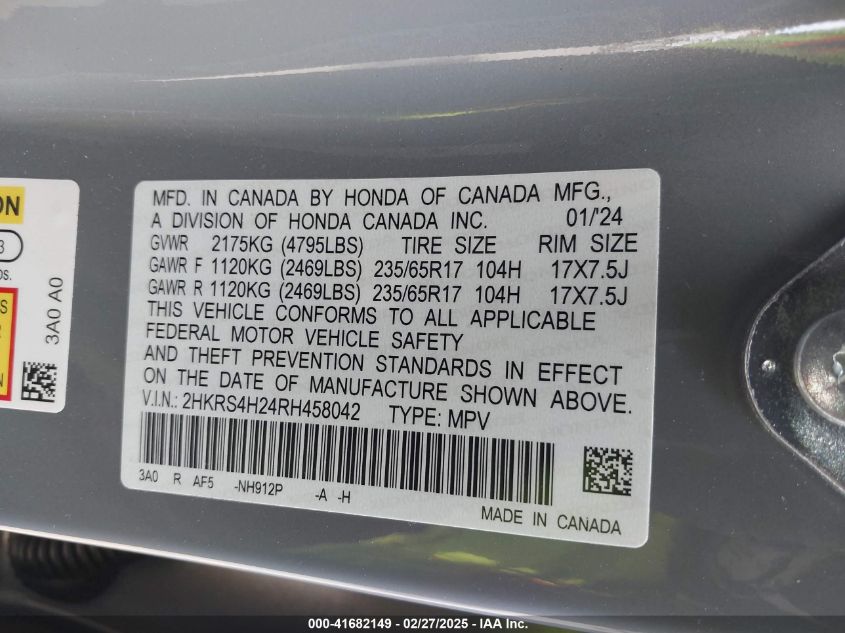 ON
3
OS.
S
R
N
3A0 A0
MFD. IN CANADA BY HONDA OF CANADA MFG.,
A DIVISION OF HONDA CANADA INC. 01/'24
GVWR 2175KG (4795LBS) TIRE SIZE RIM SIZE
GAWR F 1120KG (2469LBS) 235/65R17 104H 17X7.5J
GAWR R 1120KG (2469LBS) 235/65R17 104H 17X7.5J
THIS VEHICLE CONFORMS TO ALL APPLICABLE
FEDERAL MOTOR VEHICLE SAFETY
AND THEFT PREVENTION STANDARDS IN EFFECT
ON THE DATE OF MANUFACTURE SHOWN ABOVE.
V.I.N.: 2HKRS4H24RH458042 TYPE: MPV
3A0 R AF5 -NH912P -A -H
MADE IN CANADA
000-41682149 - 02/27/2025 - IAA Inc.